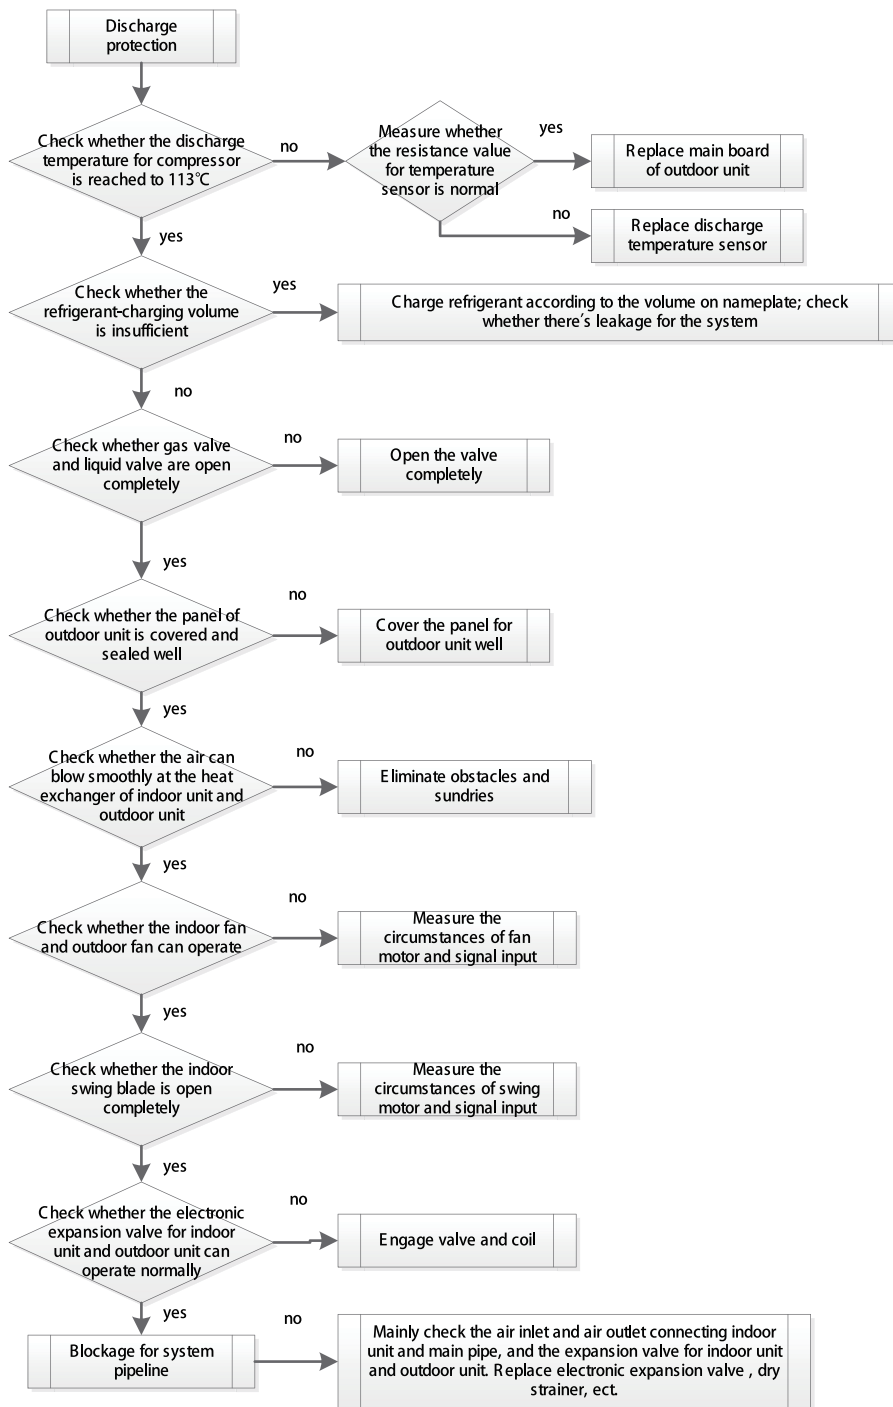 Discharge
protection
Check whether the discharge
temperature for compressor
is reached to 113℃
no
Measure whether
the resistance value
for temperature
sensor is normal
yes
Replace main board
of outdoor unit
no
Replace discharge
temperature sensor
yes
Check whether the
refrigerant-charging volume
is insufficient
yes
Charge refrigerant according to the volume on nameplate; check
whether there's leakage for the system
no
Check whether gas valve
and liquid valve are open
completely
no
Open the valve
completely
yes
Check whether the panel of
outdoor unit is covered and
sealed well
no
Cover the panel for
outdoor unit well
yes
Check whether the air can
blow smoothly at the heat
exchanger of indoor unit and
outdoor unit
no
Eliminate obstacles and
sundries
yes
Check whether the indoor fan
and outdoor fan can operate
no
Measure the
circumstances of fan
motor and signal input
yes
Check whether the indoor
swing blade is open
completely
no
Measure the
circumstances of swing
motor and signal input
yes
Check whether the electronic
expansion valve for indoor
unit and outdoor unit can
operate normally
no
Engage valve and coil
yes
Blockage for system
pipeline
no
Mainly check the air inlet and air outlet connecting indoor
unit and main pipe, and the expansion valve for indoor unit
and outdoor unit. Replace electronic expansion valve , dry
strainer, ect.